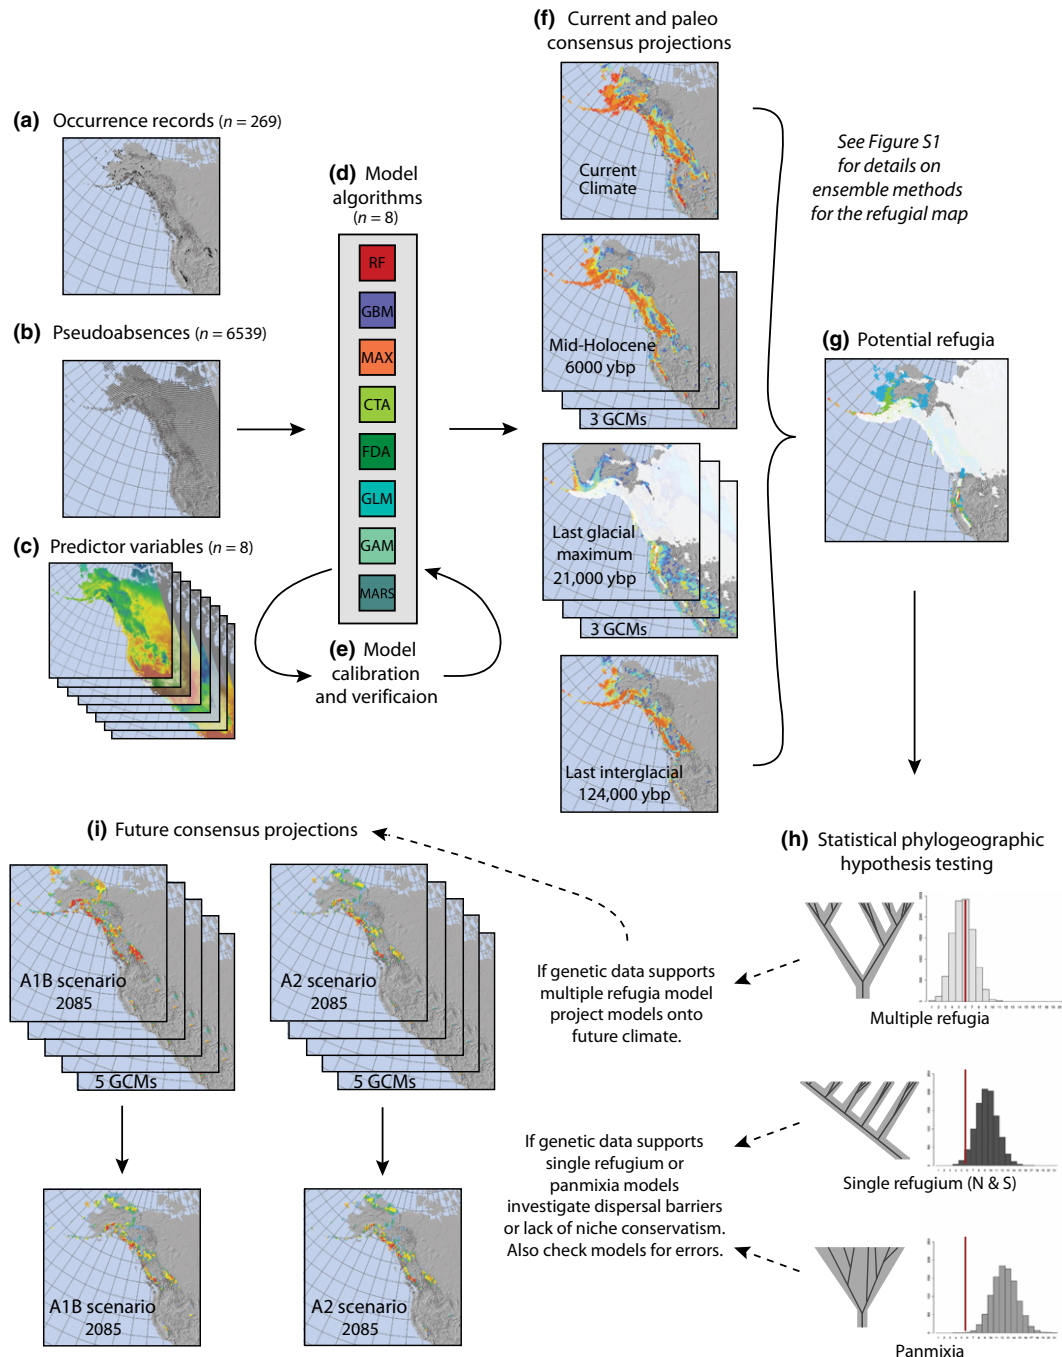 (f) Current and paleo
consensus projections
(a) Occurrence records (n = 269)
(d) Model
algorithms
(n = 8)
See Figure S1
for details on
ensemble methods
for the refugial map
Current
Climate
RF
GBM
MAX
CTA
FDA
GLM
GAM
MARS
(b) Pseudoabsences (n = 6539)
Mid-Holocene
6000 ybp
3 GCMs
(g) Potential refugia
Last glacial
maximum
21,000 ybp
3 GCMs
(c) Predictor variables (n = 8)
(e) Model
calibration
and verificaion
Last interglacial
124,000 ybp
(i) Future consensus projections
(h) Statistical phylogeographic
hypothesis testing
A1B scenario
2085
5 GCMs
A2 scenario
2085
5 GCMs
If genetic data supports
multiple refugia model
project models onto
future climate.
Multiple refugia
If genetic data supports
single refugium or
panmixia models
investigate dispersal barriers
or lack of niche conservatism.
Also check models for errors.
Single refugium (N & S)
A1B scenario
2085
A2 scenario
2085
Panmixia